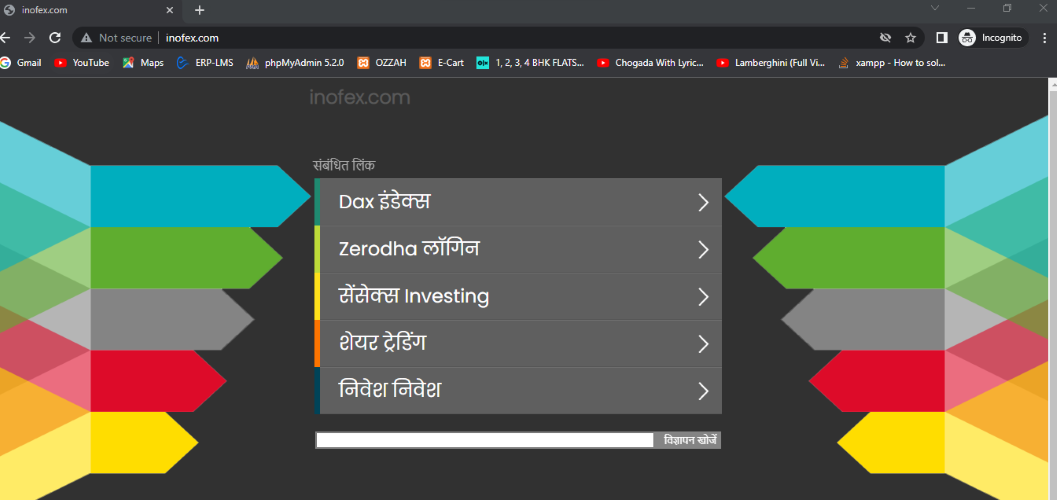 inofex.com
Not secure inofex.com Incognito
Gmail YouTube Maps ERP-LMS phpMyAdmin 5.2.0 OZZAH E-Cart 1, 2, 3, 4 BHK FLATS... Chogada With Lyric... Lamberghini (Full Vi... xampp - How to sol...
inofex.com
संबंधित लिंक
Dax इंडेक्स
Zerodha लॉगिन
सेंसेक्स Investing
शेयर ट्रेडिंग
निवेश निवेश
विज्ञापन खोजें